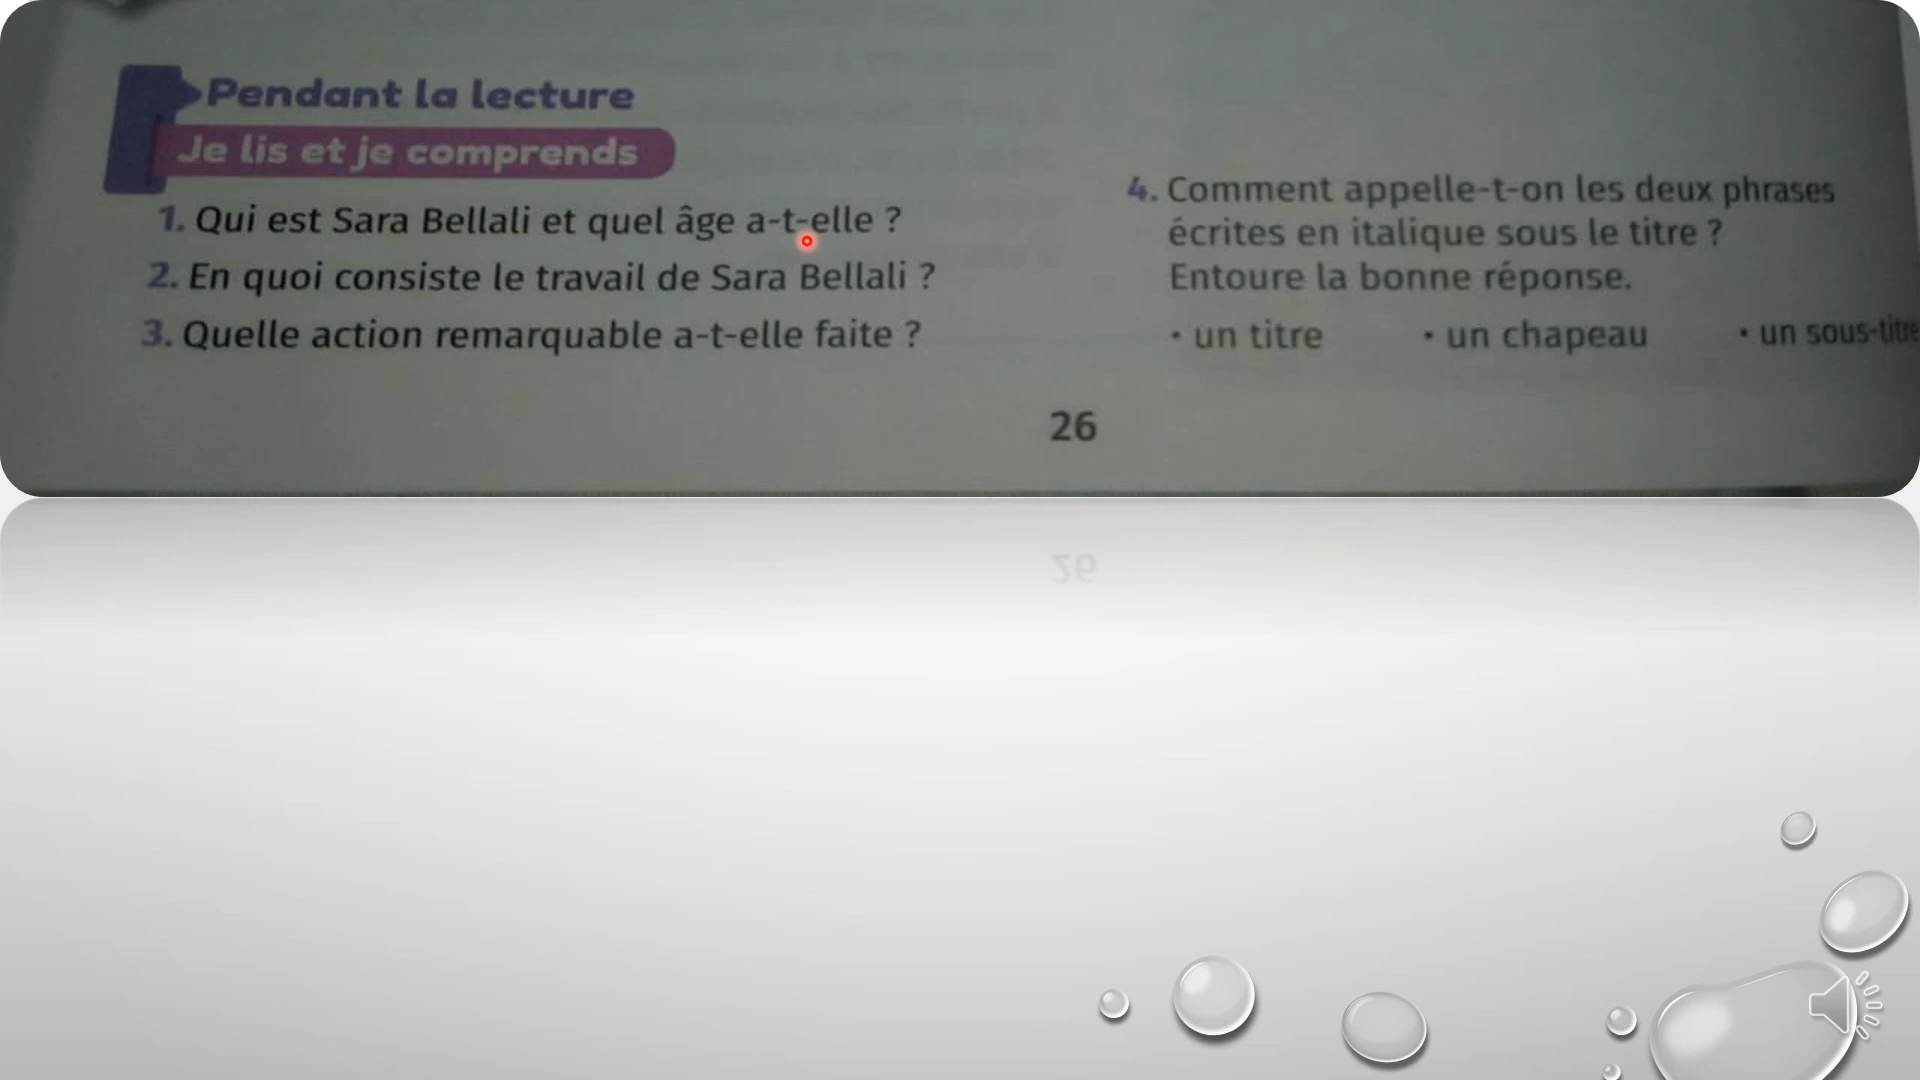 Pendant la lecture
Je lis et je comprends
1. Qui est Sara Bellali et quel âge a-t-elle ?
2. En quoi consiste le travail de Sara Bellali ?
3. Quelle action remarquable a-t-elle faite ?
4. Comment appelle-t-on les deux phrases
écrites en italique sous le titre ?
Entoure la bonne réponse.
• un titre • un chapeau • un sous-titre
26